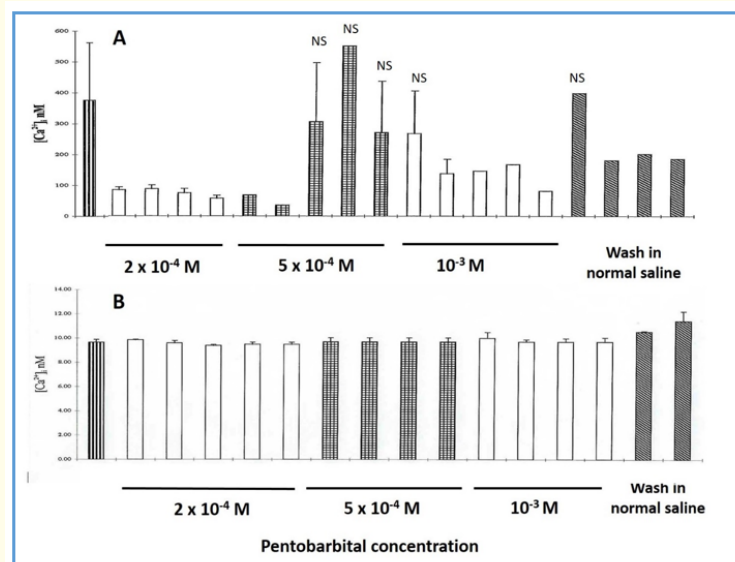 A
600
500
400
300
200
100
0
[Ca²⁺]i nM
NS NS NS NS NS
2 x 10⁻⁴ M 5 x 10⁻⁴ M 10⁻³ M Wash in
normal saline
B
14.00
12.00
10.00
8.00
6.00
4.00
2.00
0.00
[Ca²⁺]i nM
2 x 10⁻⁴ M 5 x 10⁻⁴ M 10⁻³ M Wash in
normal saline
Pentobarbital concentration